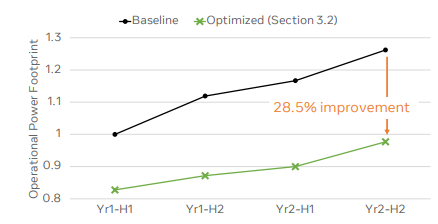 Baseline Optimized (Section 3.2)
Operational Power Footprint
1.3
1.2
1.1
1
0.9
0.8
28.5% improvement
Yr1-H1 Yr1-H2 Yr2-H1 Yr2-H2